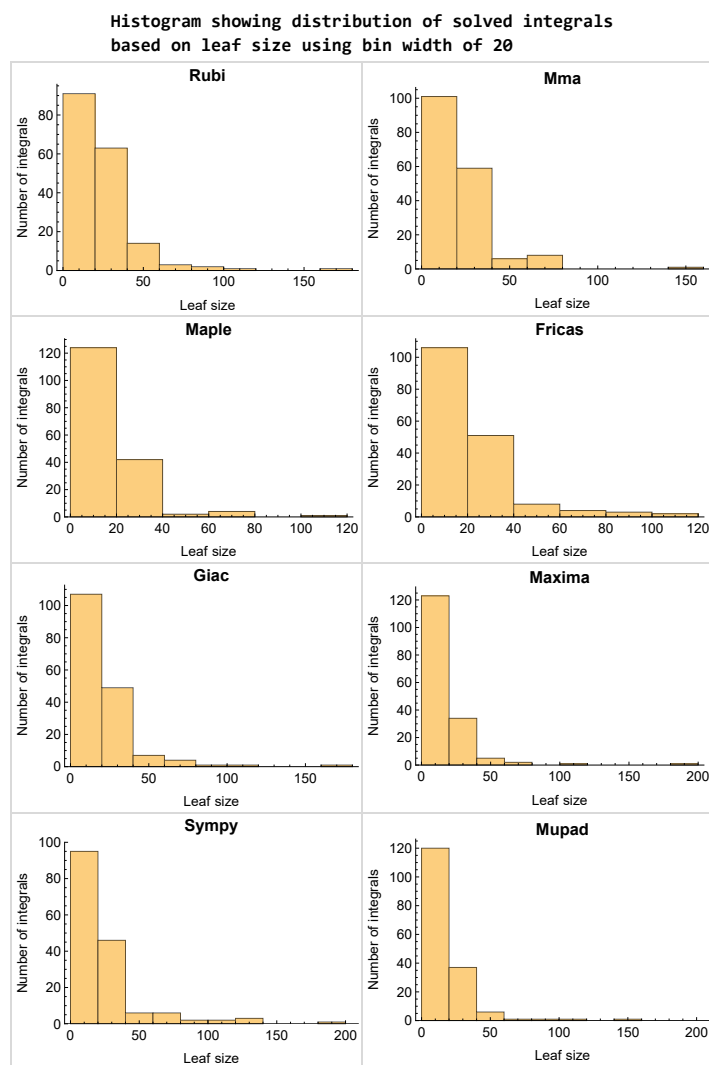 Histogram showing distribution of solved integrals
based on leaf size using bin width of 20
Rubi
Number of integrals
80
60
40
20
0
0 50 100 150
Leaf size
Mma
Number of integrals
100
80
60
40
20
0
0 50 100 150
Leaf size
Maple
Number of integrals
120
100
80
60
40
20
0
0 20 40 60 80 100 120
Leaf size
Fricas
Number of integrals
100
80
60
40
20
0
0 20 40 60 80 100 120
Leaf size
Giac
Number of integrals
100
80
60
40
20
0
0 50 100 150
Leaf size
Maxima
Number of integrals
120
100
80
60
40
20
0
0 50 100 150 200
Leaf size
Sympy
Number of integrals
100
80
60
40
20
0
0 50 100 150 200
Leaf size
Mupad
Number of integrals
120
100
80
60
40
20
0
0 50 100 150 200
Leaf size